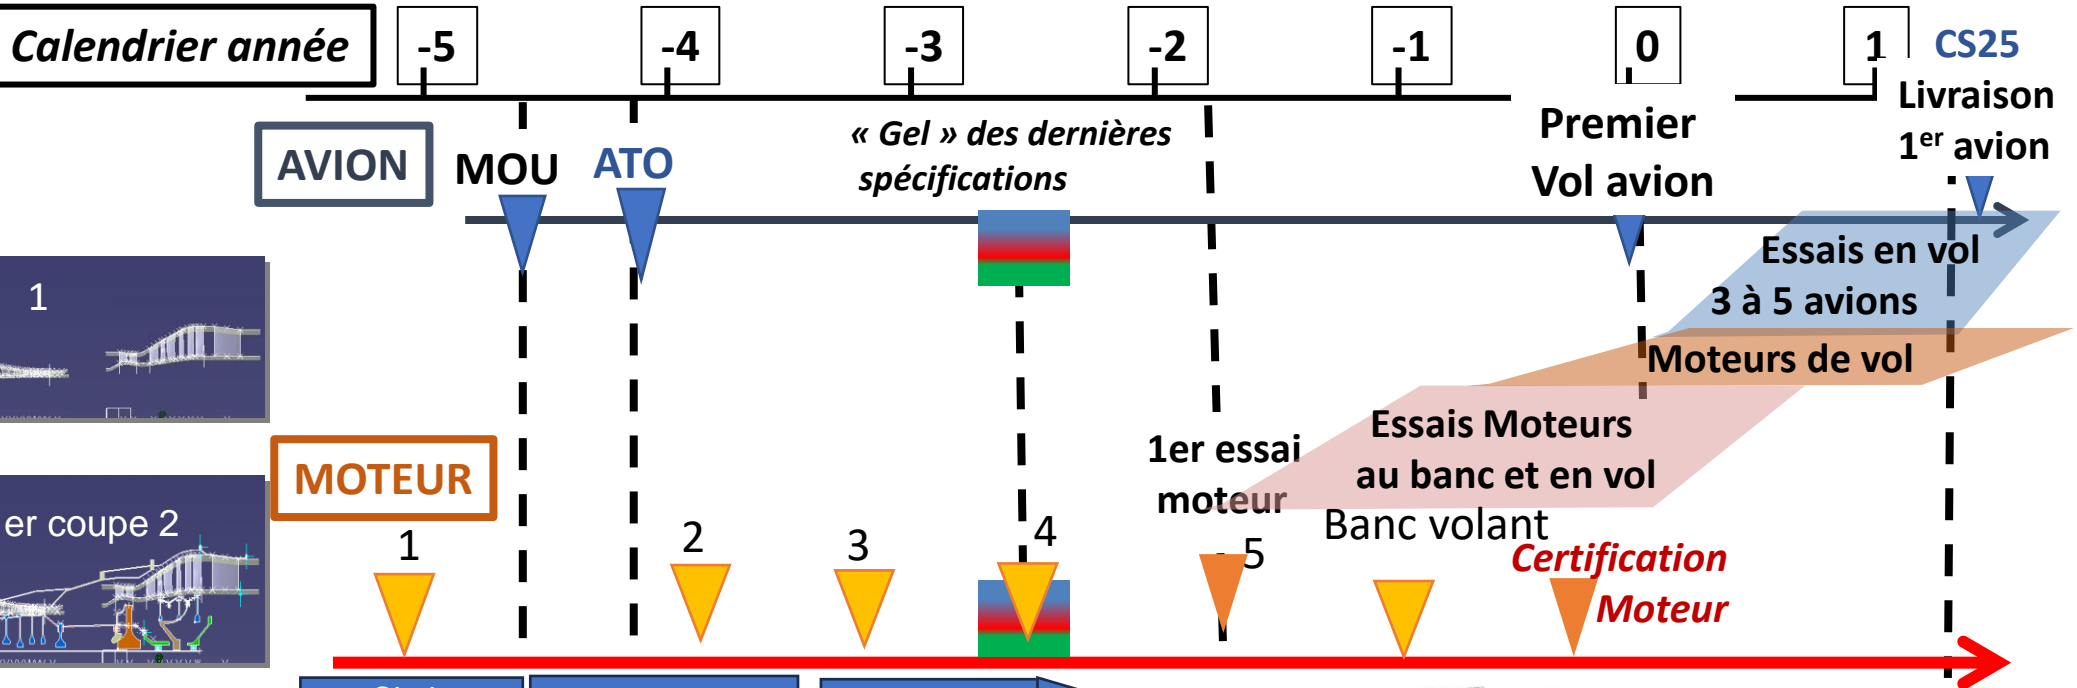 Calendrier année
-5
-4
-3
-2
-1
0
1
CS25
Livraison
1er avion
AVION
MOU
ATO
« Gel » des dernières
spécifications
Premier
Vol avion
Essais en vol
3 à 5 avions
Moteurs de vol
1
MOTEUR
1er essai
moteur
Essais Moteurs
au banc et en vol
Banc volant
er coupe 2
1
2
3
4
5
Certification
Moteur